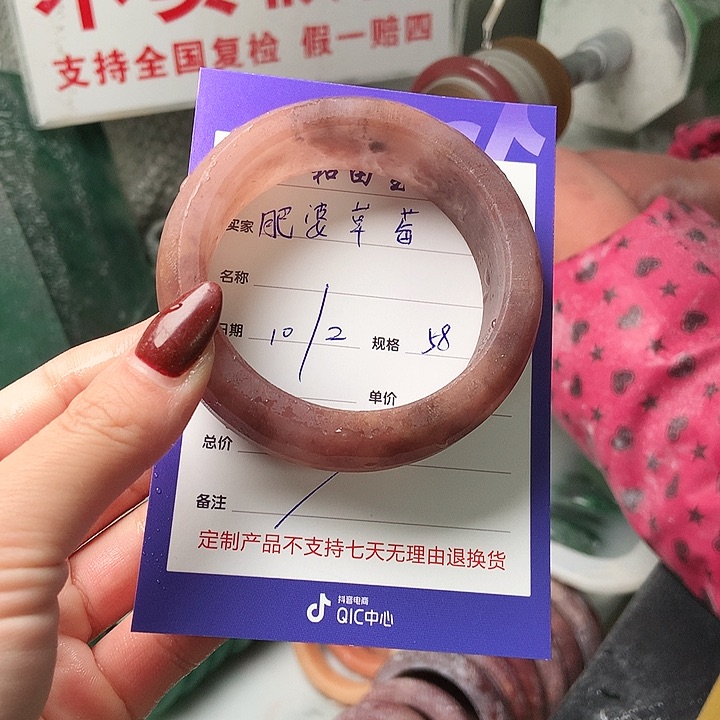 支持全国复检 假一赔四
买家 肥婆草莓
名称
日期 10/2 规格 58
单价
总价
备注
定制产品不支持七天无理由退换货
抖音电商
QIC中心